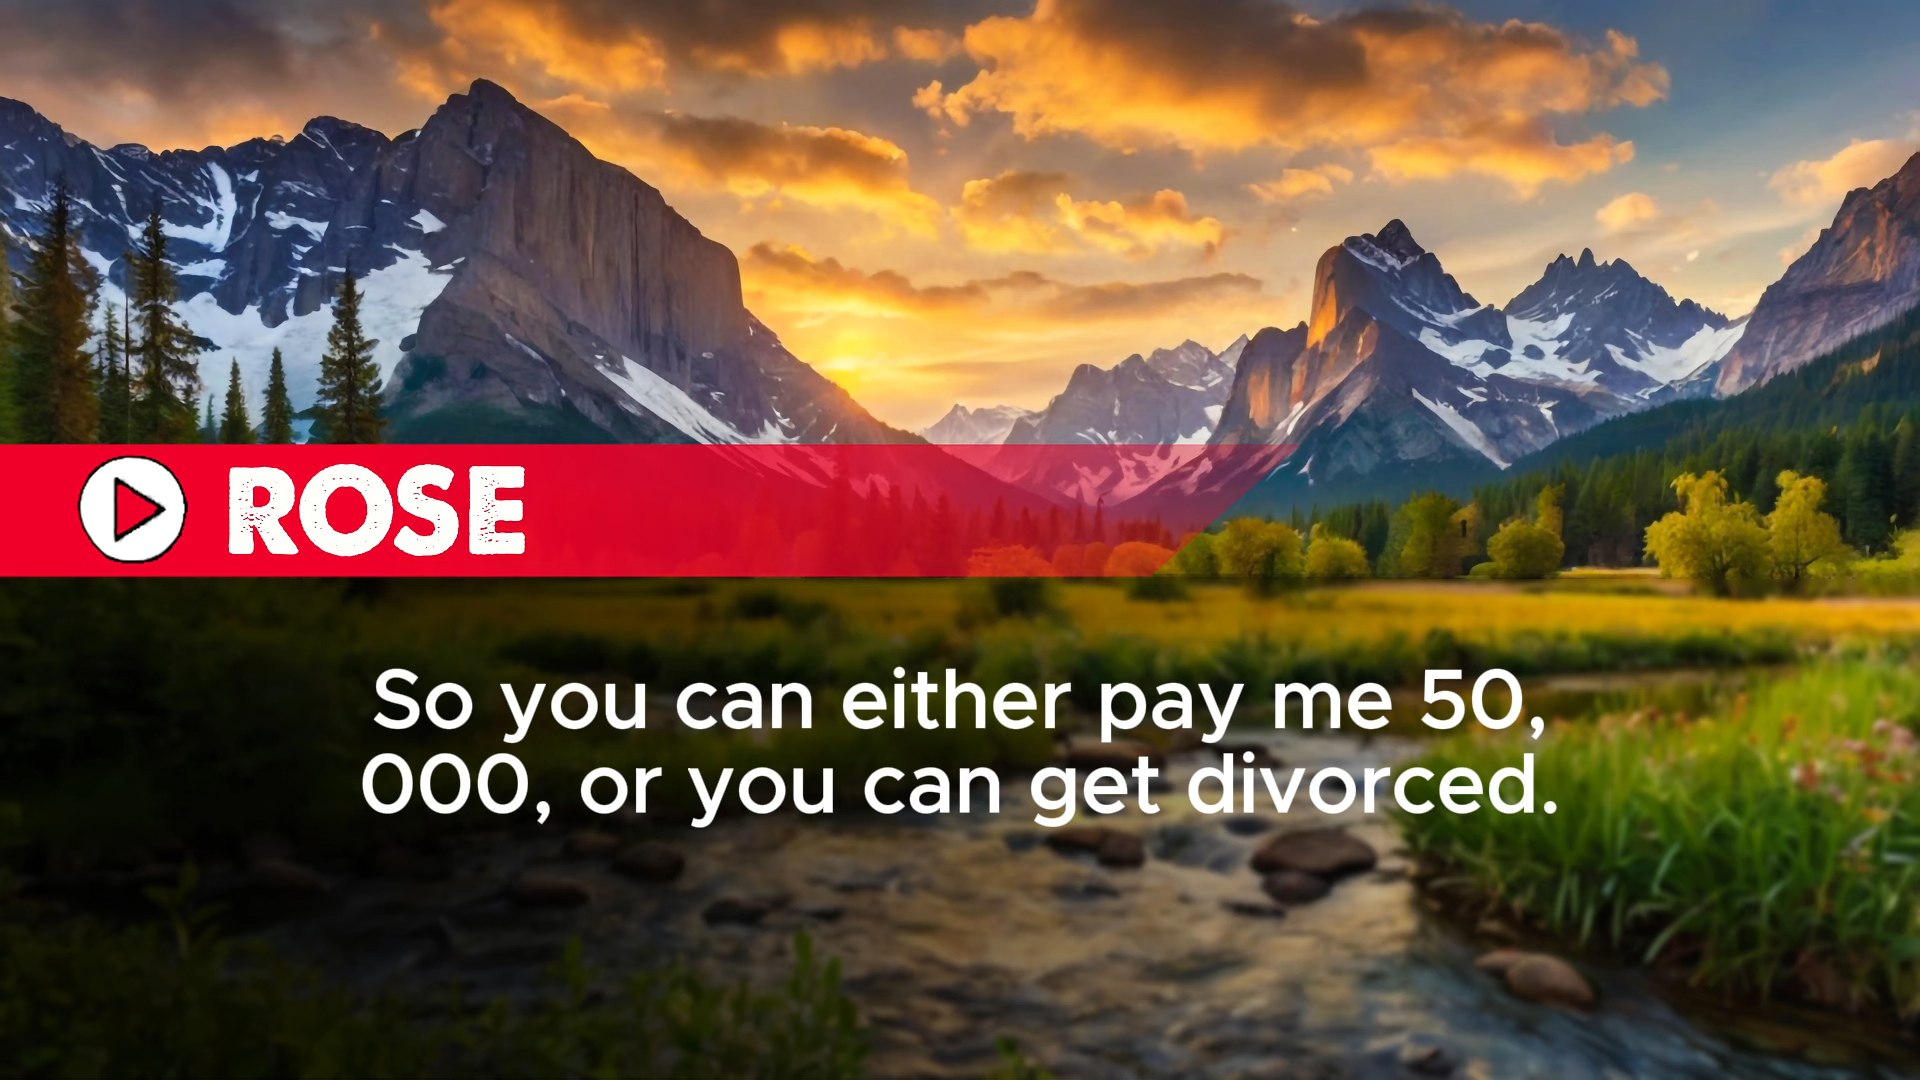 ROSE
So you can either pay me 50,
000, or you can get divorced.